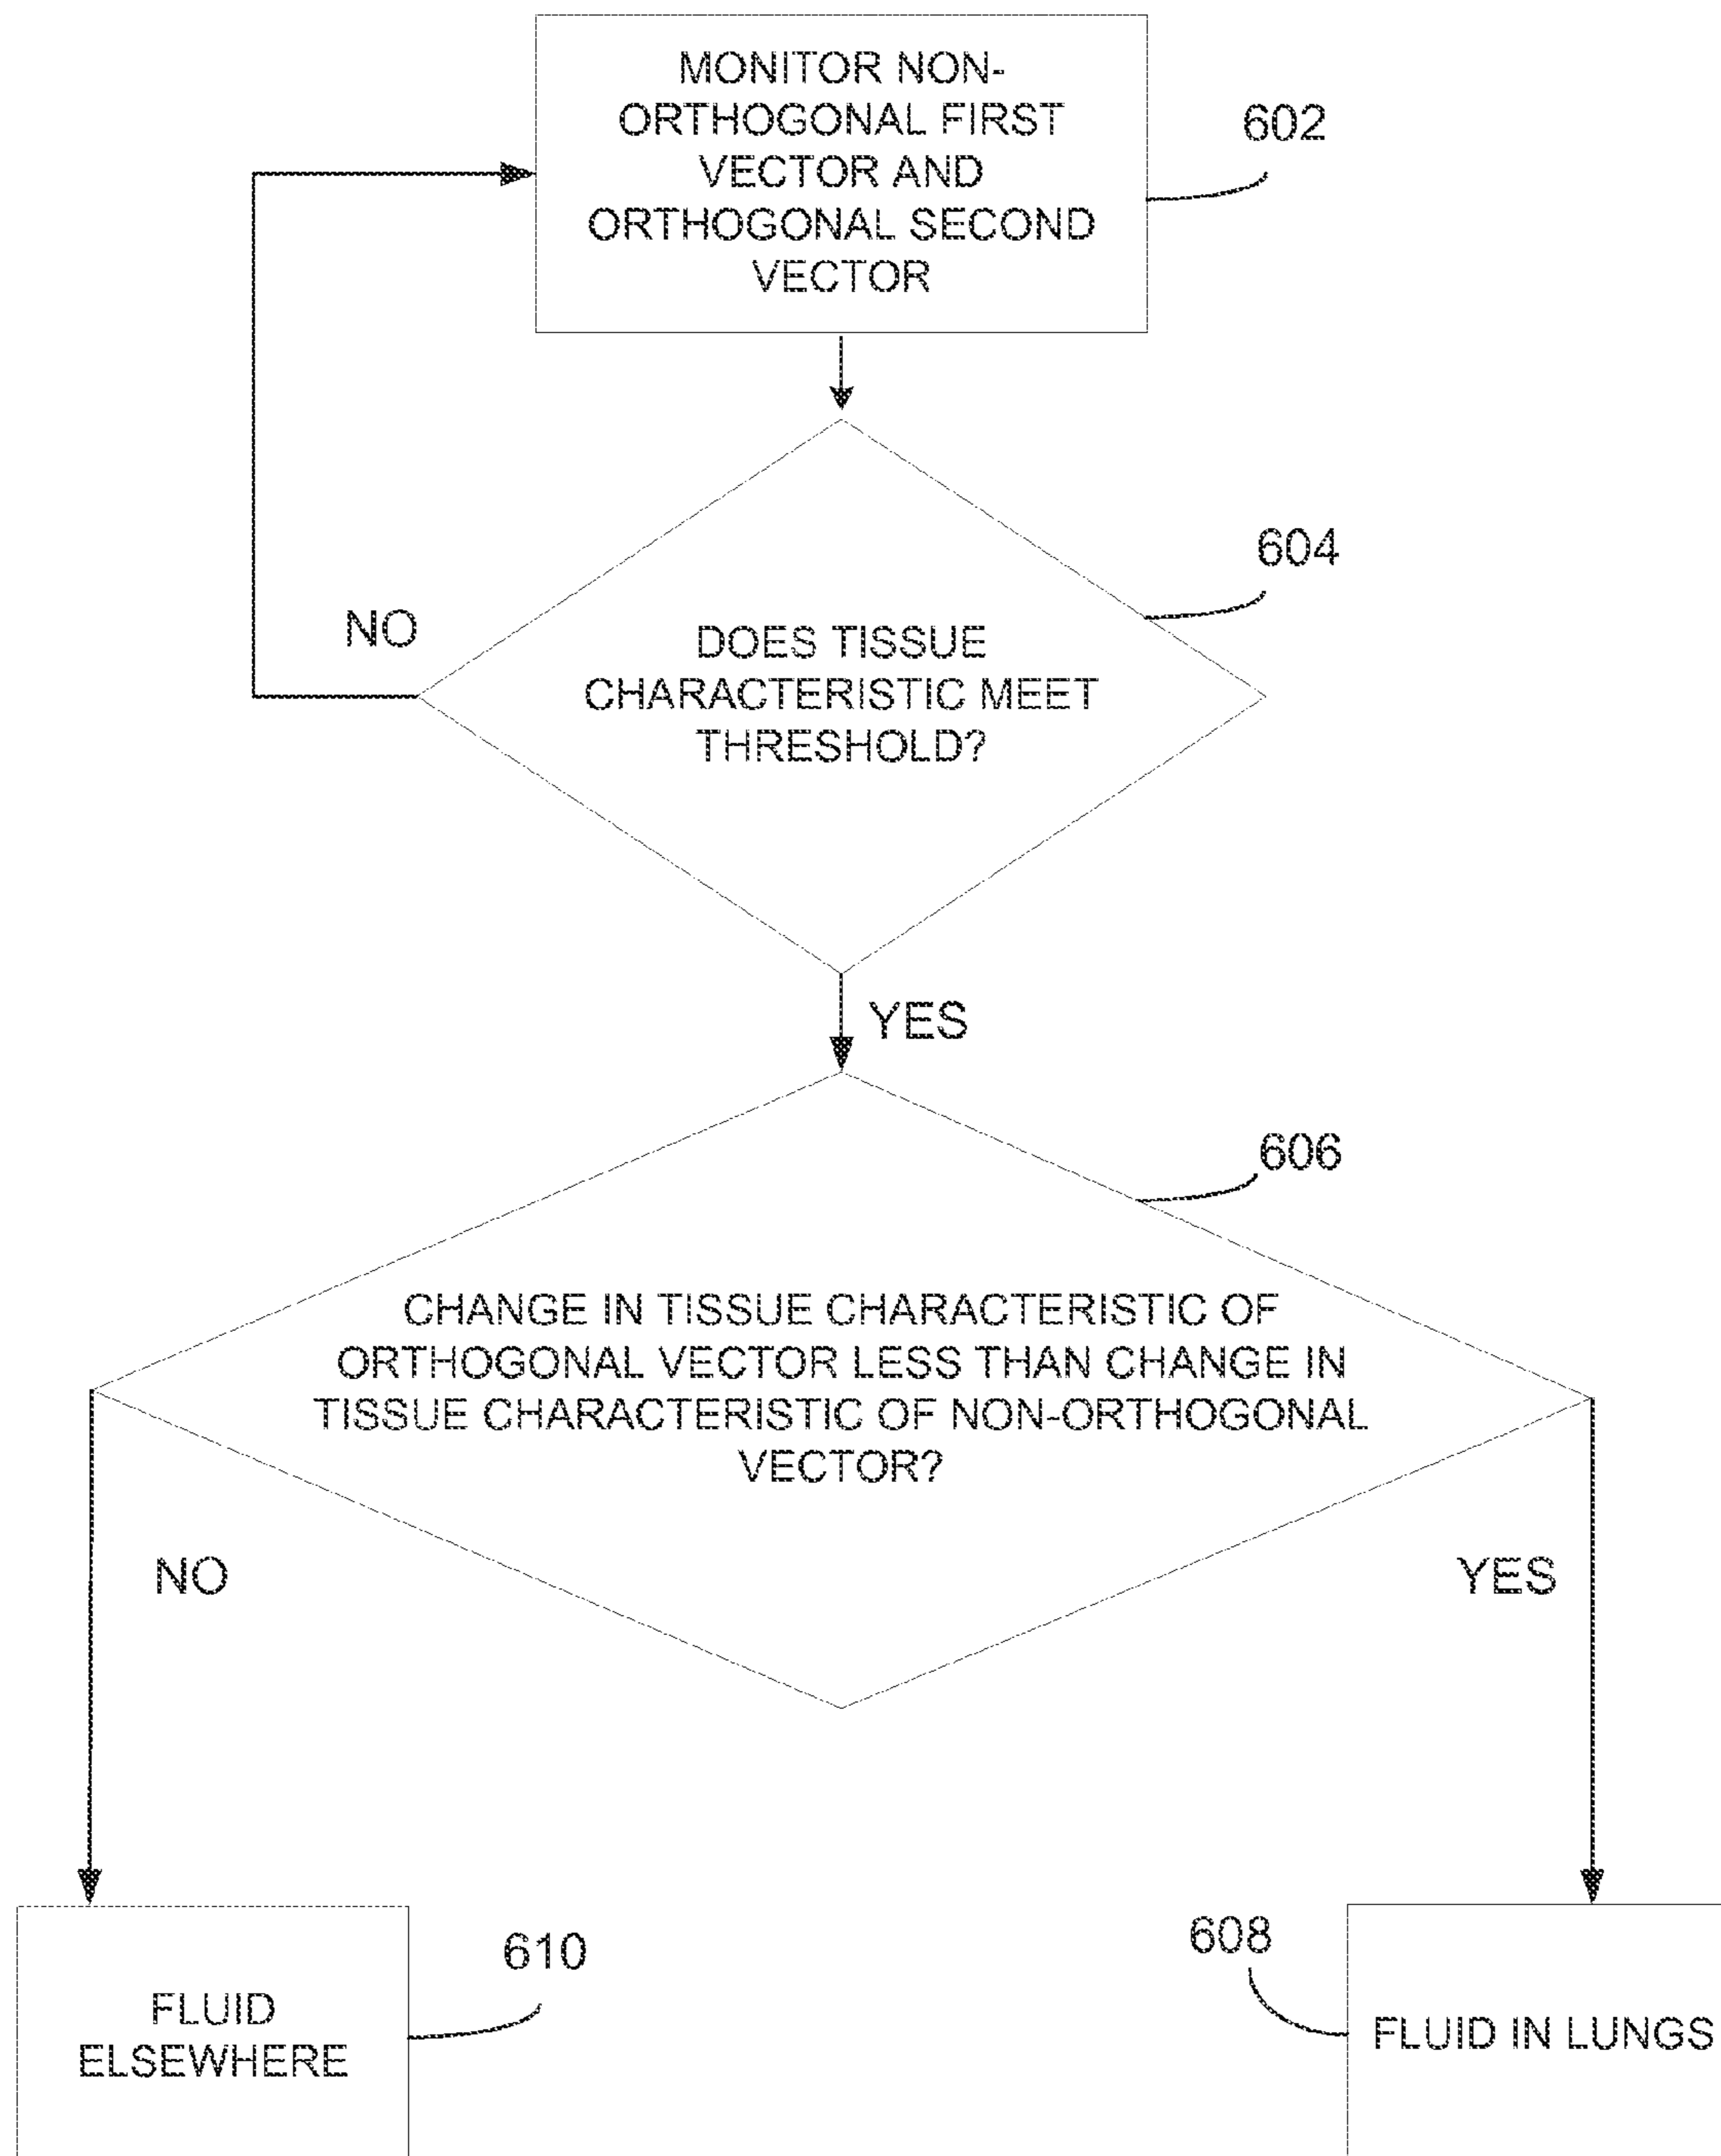 MONITOR NON-
ORTHOGONAL FIRST
VECTOR AND
ORTHOGONAL SECOND
VECTOR
602
604
NO
DOES TISSUE
CHARACTERISTIC MEET
THRESHOLD?
YES
606
CHANGE IN TISSUE CHARACTERISTIC OF
ORTHOGONAL VECTOR LESS THAN CHANGE IN
TISSUE CHARACTERISTIC OF NON-ORTHOGONAL
VECTOR?
NO
YES
610
608
FLUID
ELSEWHERE
FLUID IN LUNGS